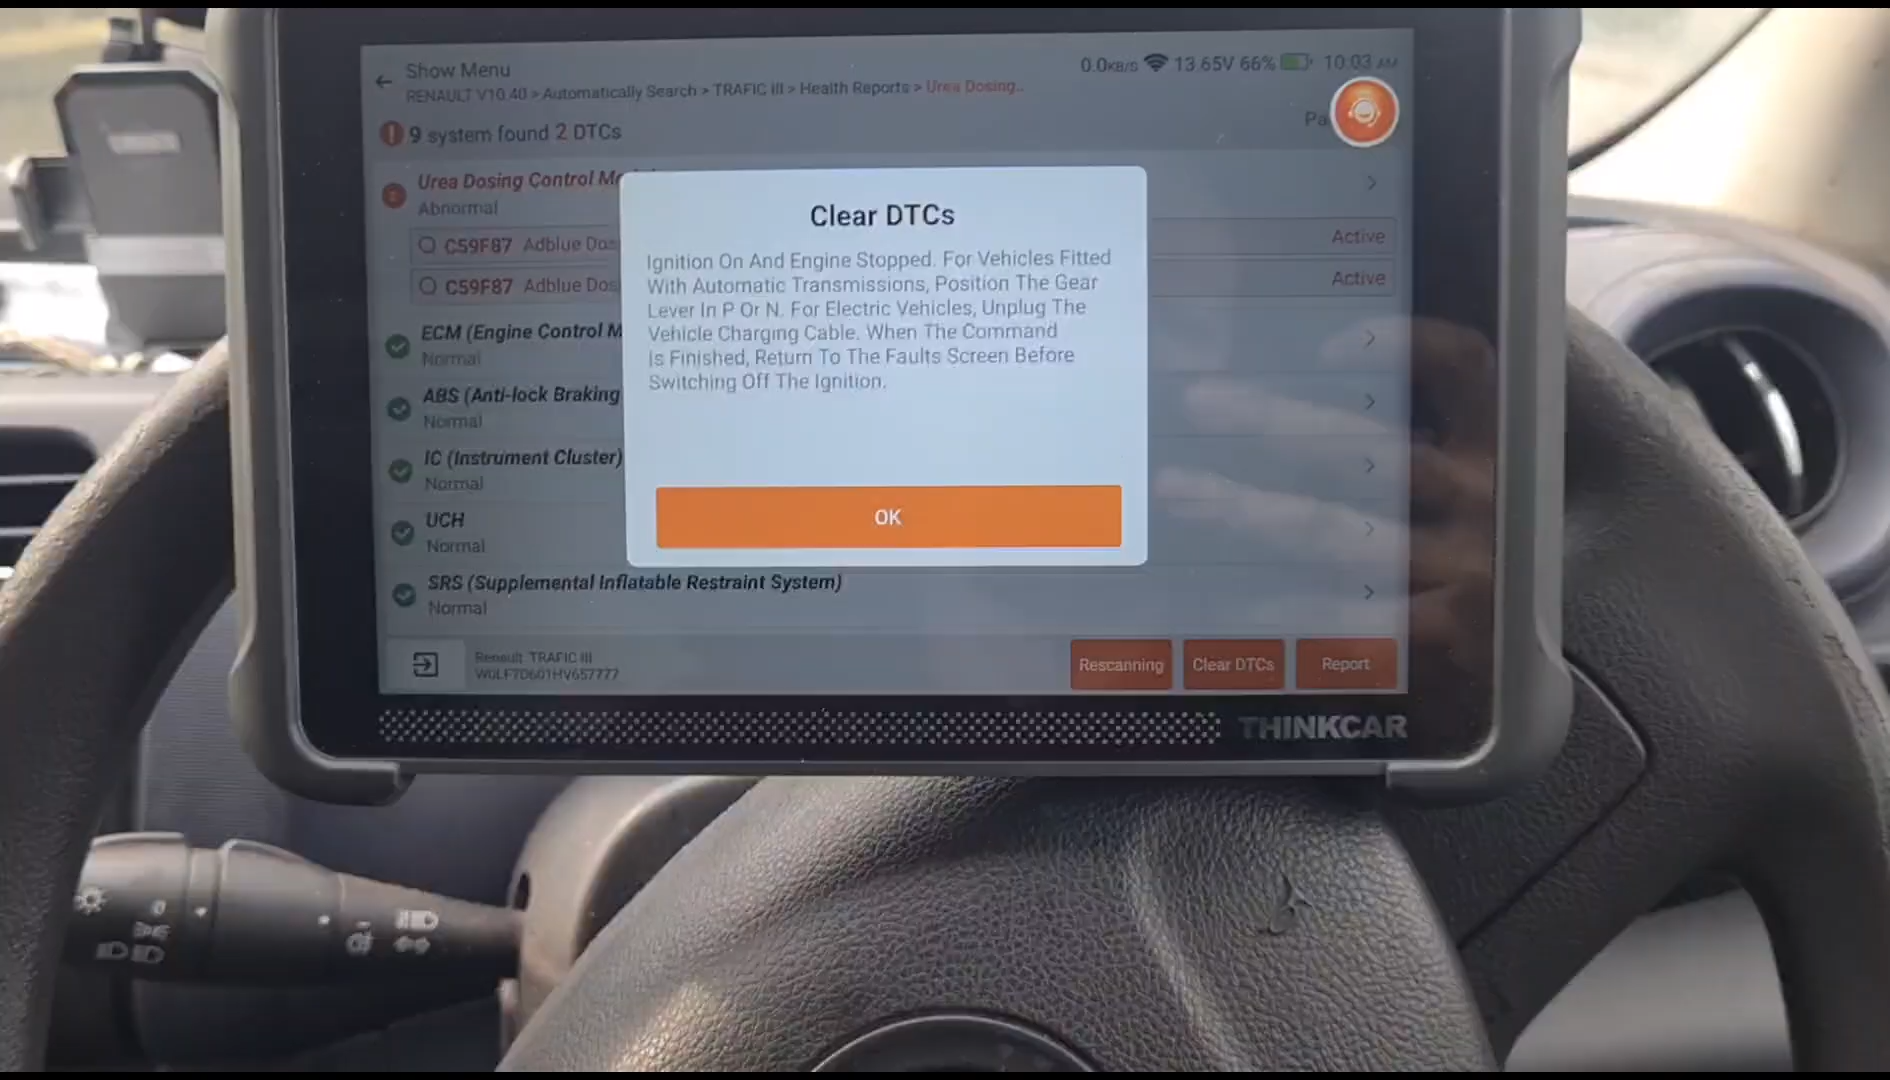 Show Menu
0.0KB/S 13.65V 66% 10:03 AM
RENAULT V10.40 > Automatically Search > TRAFIC III > Health Reports > Urea Dosing..
9 system found 2 DTCs
Pa
Urea Dosing Control
Abnormal
C59F87 Adblue Dos
Active
C59F87 Adblue Dos
Active
ECM (Engine Control M
Normal
ABS (Anti-lock Braking
Normal
IC (Instrument Cluster)
Normal
UCH
Normal
SRS (Supplemental Inflatable Restraint System)
Normal
Clear DTCs
Ignition On And Engine Stopped. For Vehicles Fitted
With Automatic Transmissions, Position The Gear
Lever In P Or N. For Electric Vehicles, Unplug The
Vehicle Charging Cable. When The Command
Is Finished, Return To The Faults Screen Before
Switching Off The Ignition.
OK
Renault TRAFIC III
Rescanning Clear DTCs Report
THINKCAR